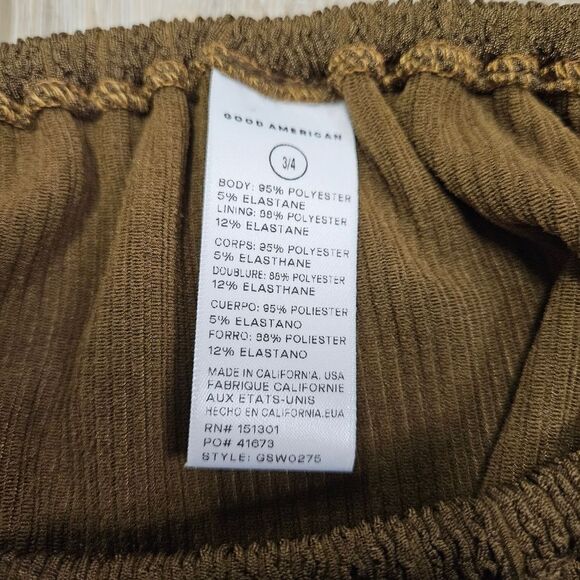 GOOD AMERICAN
3/4
BODY: 95% POLYESTER
5% ELASTANE
LINING: 88% POLYESTER
12% ELASTANE
CORPS: 95% POLYESTER
5% ELASTHANE
DOUBLURE: 88% POLYESTER
12% ELASTHANE
CUERPO: 95% POLIESTER
5% ELASTANO
FORRO: 88% POLIESTER
12% ELASTANO
MADE IN CALIFORNIA. USA
FABRIQUE CALIFORNIE
AUX ETATS-UNIS
HECHO EN CALIFORNIA.EUA
RN# 151301
PO# 41673
STYLE: GSW0275